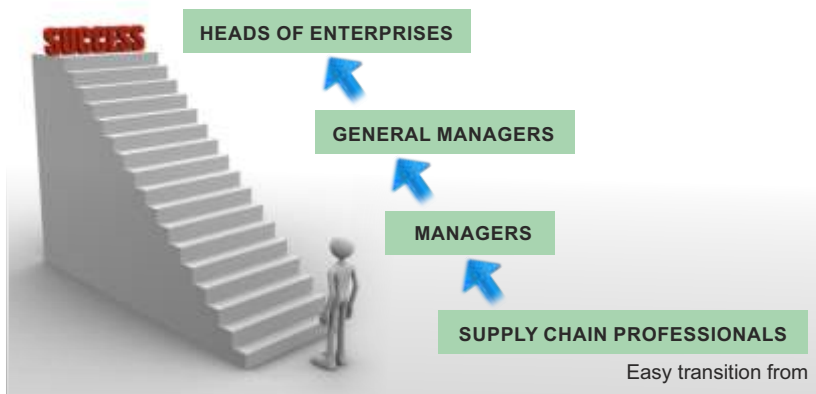 SUCCESS
HEADS OF ENTERPRISES
GENERAL MANAGERS
MANAGERS
SUPPLY CHAIN PROFESSIONALS
Easy transition from